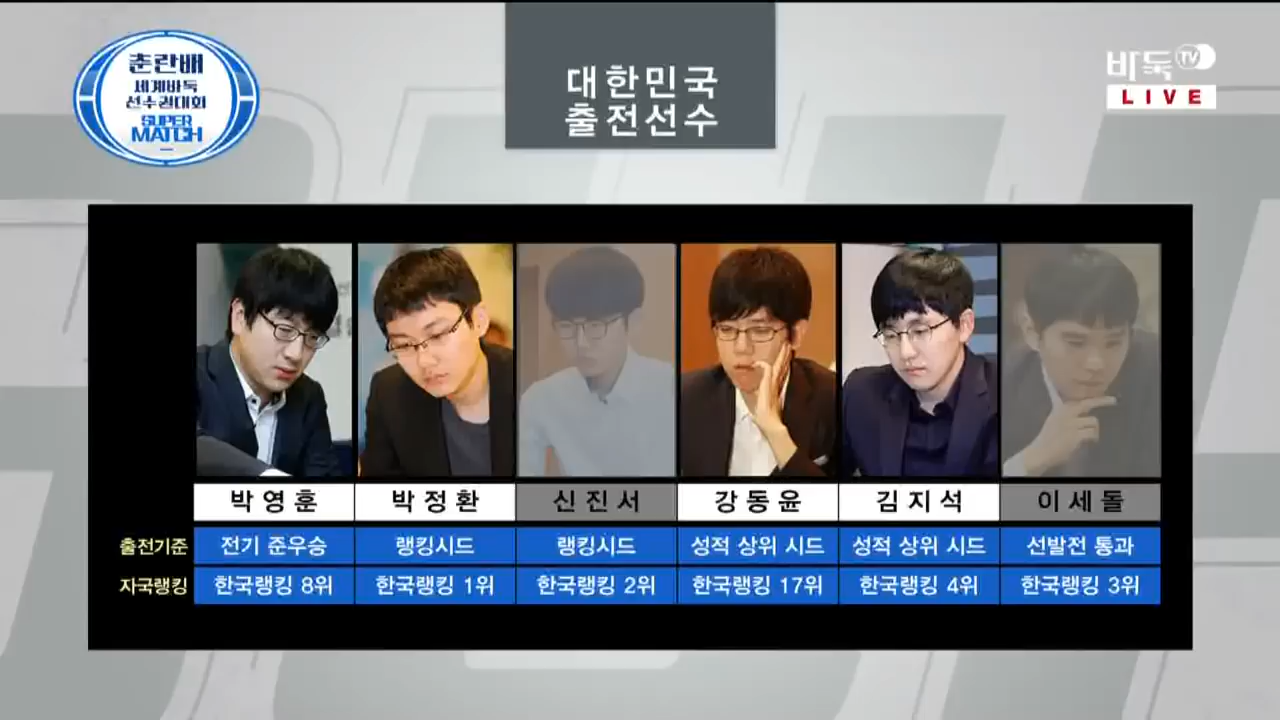 춘란배
세계바둑
선수권대회
SUPER
MATCH
대한민국
출전선수
바둑TV
LIVE
박영훈 박정환 신진서 강동윤 김지석 이세돌
출전기준 전기 준우승 랭킹시드 랭킹시드 성적 상위 시드 성적 상위 시드 선발전 통과
자국랭킹 한국랭킹 8위 한국랭킹 1위 한국랭킹 2위 한국랭킹 17위 한국랭킹 4위 한국랭킹 3위